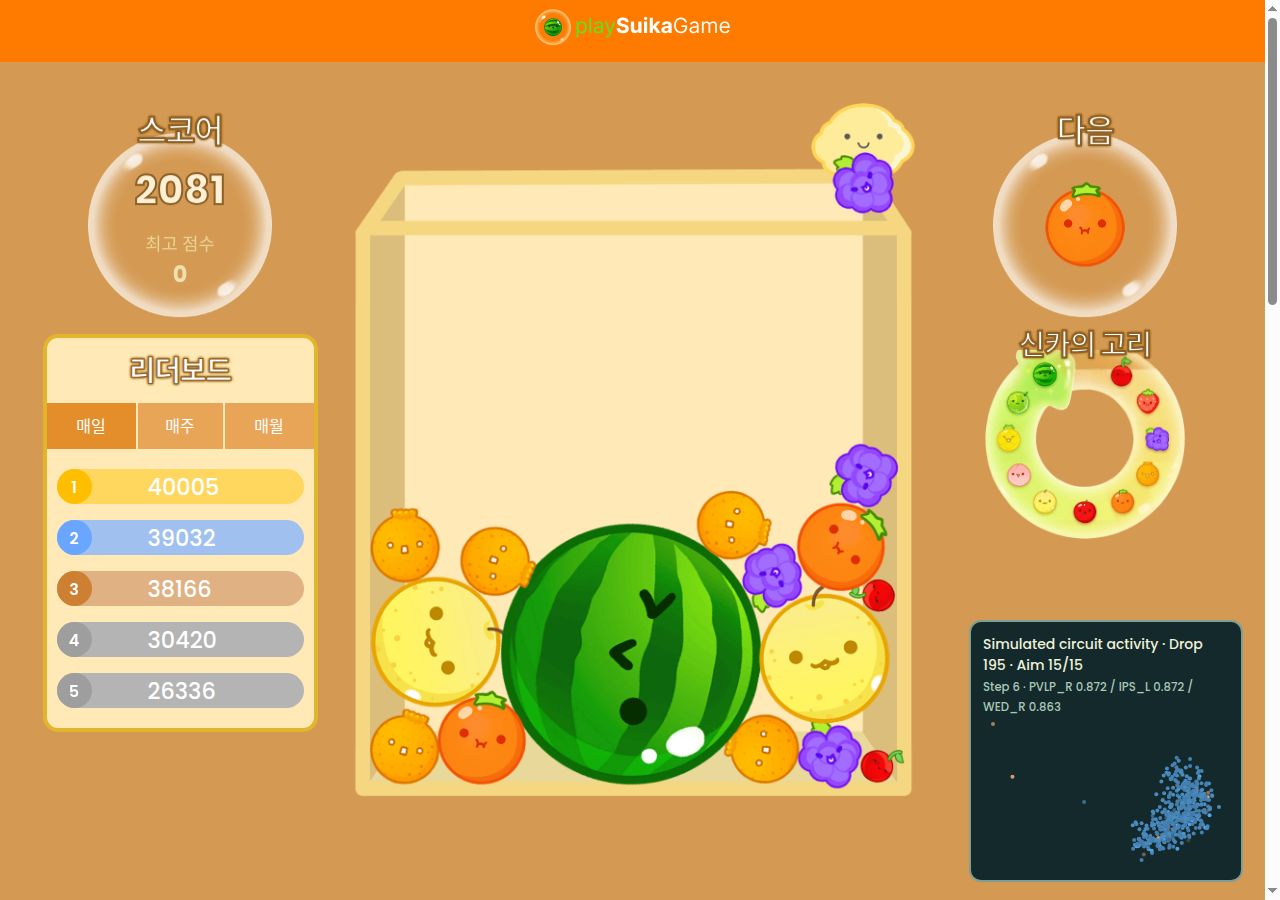 playSuikaGame
스코어
2081
최고 점수
0
리더보드
매일 매주 매월
1 40005
2 39032
3 38166
4 30420
5 26336
다음
신카의 고리
Simulated circuit activity · Drop
195 · Aim 15/15
Step 6 · PVLP_R 0.872 / IPS_L 0.872 /
WED_R 0.863